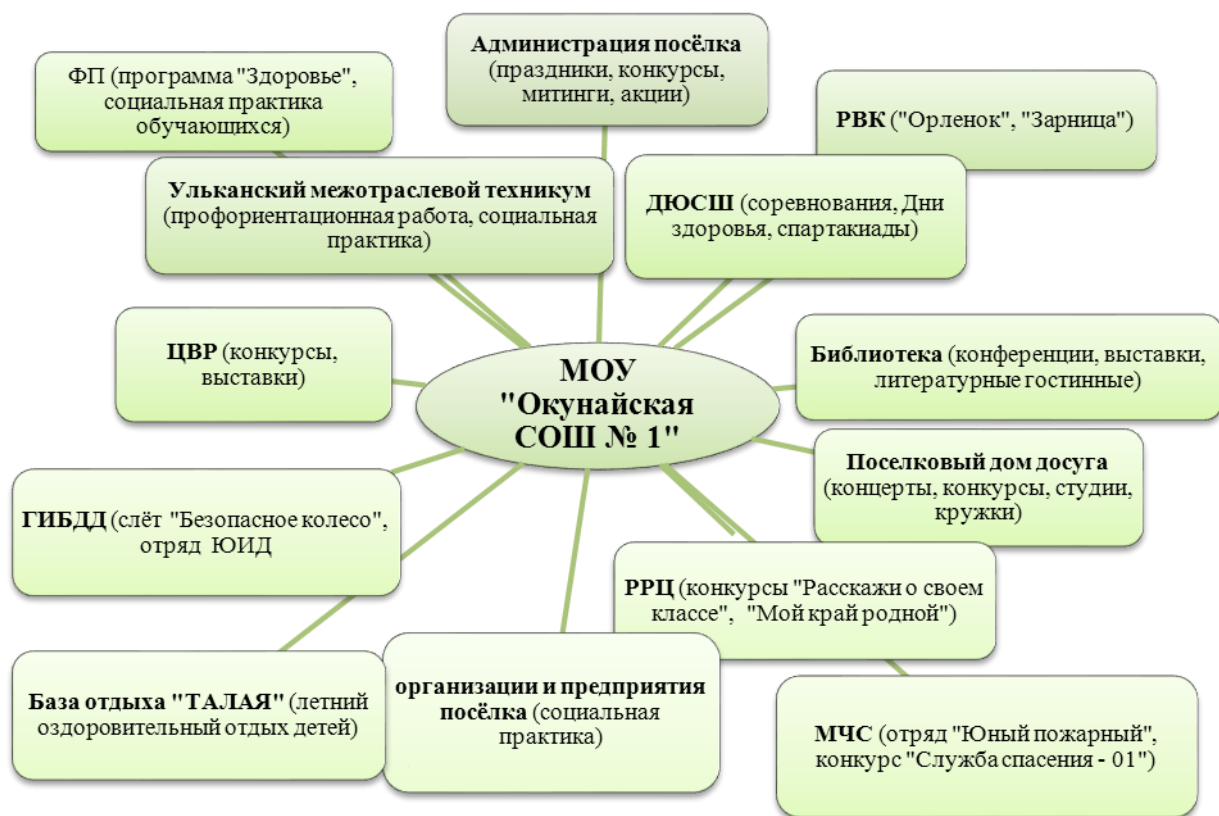 Администрация посёлка
(праздники, конкурсы,
митинги, акции)
ФП (программа "Здоровье",
социальная практика
обучающихся)
РВК ("Орленок", "Зарница")
Ульканский межотраслевой техникум
(профориентационная работа, социальная
практика)
ДЮСШ (соревнования, Дни
здоровья, спартакиады)
ЦВР (конкурсы,
выставки)
МОУ
"Окунайская
СОШ № 1"
Библиотека (конференции, выставки,
литературные гостинные)
Поселковый дом досуга
(концерты, конкурсы, студии,
кружки)
ГИБДД (слёт "Безопасное колесо",
отряд ЮИД
РРЦ (конкурсы "Расскажи о своем
классе", "Мой край родной")
База отдыха "ТАЛАЯ" (летний
оздоровительный отдых детей)
организации и предприятия
посёлка (социальная
практика)
МЧС (отряд "Юный пожарный",
конкурс "Служба спасения - 01")